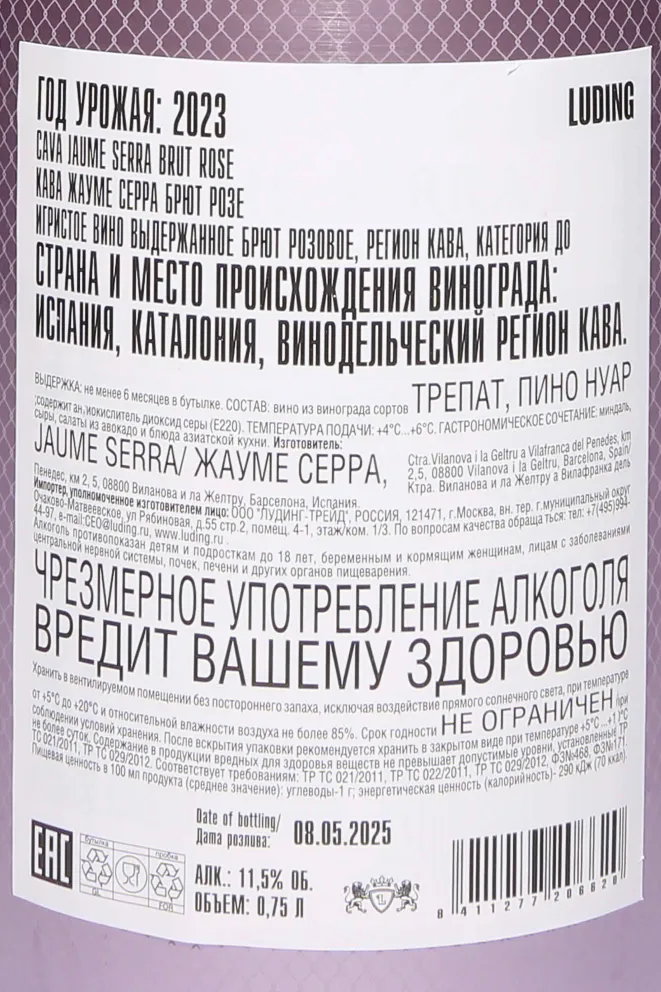 ГОД УРОЖАЯ: 2023
LUDING
CAVA JAUME SERRA BRUT ROSE
КАВА ЖАУМЕ СЕРРА БРЮТ РОЗЕ
ИГРИСТОЕ ВИНО ВЫДЕРЖАННОЕ БРЮТ РОЗОВОЕ, РЕГИОН КАВА, КАТЕГОРИЯ ДО
СТРАНА И МЕСТО ПРОИСХОЖДЕНИЯ ВИНОГРАДА:
ИСПАНИЯ, КАТАЛОНИЯ, ВИНОДЕЛЬЧЕСКИЙ РЕГИОН КАВА.
ВЫДЕРЖКА: не менее 6 месяцев в бутылке. СОСТАВ: вино из винограда сортов ТРЕПАТ, ПИНО НУАР
;содержит ан,иокислитель диоксид серы (Е220). ТЕМПЕРАТУРА ПОДАЧИ: +4°С...+6°С. ГАСТРОНОМИЧЕСКОЕ СОЧЕТАНИЕ: миндаль,
сыры, салаты из авокадо и блюда азиатской кухни. Изготовитель:
JAUME SERRA/ ЖАУМЕ СЕРРА,
Ctra.Vilanova i la Geltru a Vilafranca del Penedes, km
2,5, 08800 Vilanova i la Geltru, Barcelona, Spain/
Ктра. Виланова и ла Желтру а Вилафранка дель
Пенедес, км 2, 5, 08800 Виланова и ла Желтру, Барселона, Испания.
Импортер, уполномоченное изготовителем лицо: ООО "ЛУДИНГ-ТРЕЙД", РОССИЯ, 121471, г.Москва, вн. тер. г.муниципальный округ
Очаково-Матвеевское, ул Рябиновая, д.55 стр.2, помещ. 4-1, этаж/ком. 1/3. По вопросам качества обращаться: тел: +7(495)994-
44-97, e-mail:CEO@luding.ru, www.luding.ru .
Алкоголь противопоказан детям и подросткам до 18 лет, беременным и кормящим женщинам, лицам с заболеваниями
центральной нервной системы, почек, печени и других органов пищеварения.
ЧРЕЗМЕРНОЕ УПОТРЕБЛЕНИЕ АЛКОГОЛЯ
ВРЕДИТ ВАШЕМУ ЗДОРОВЬЮ
Хранить в вентилируемом помещении без постороннего запаха, исключая воздействие прямого солнечного света, при температуре
от +5°С до +20°С и относительной влажности воздуха не более 85%. Срок годности НЕ ОГРАНИЧЕН при
соблюдении условий хранения. После вскрытия упаковки рекомендуется хранить в закрытом виде при температуре +5°С
не более суток. Содержание в продукции вредных для здоровья веществ не превышает допустимые уровни, установленные ТР
ТС 021/2011, ТР ТС 029/2012. Соответствует требованиям: ТР ТС 021/2011, ТР ТС 022/2011, ТР ТС 029/2012, ФЗ№468, ФЗ№171.
Пищевая ценность в 100 мл продукта (среднее значение): углеводы-1 г; энергетическая ценность (калорийность)- 290 кДж (70 ккал).
Date of bottling/
Дата розлива: 08.05.2025
EAC
бутылка
пробка
GL
FOR
АЛК.: 11,5% ОБ.
ОБЪЕМ: 0,75 Л
8 411277 206620